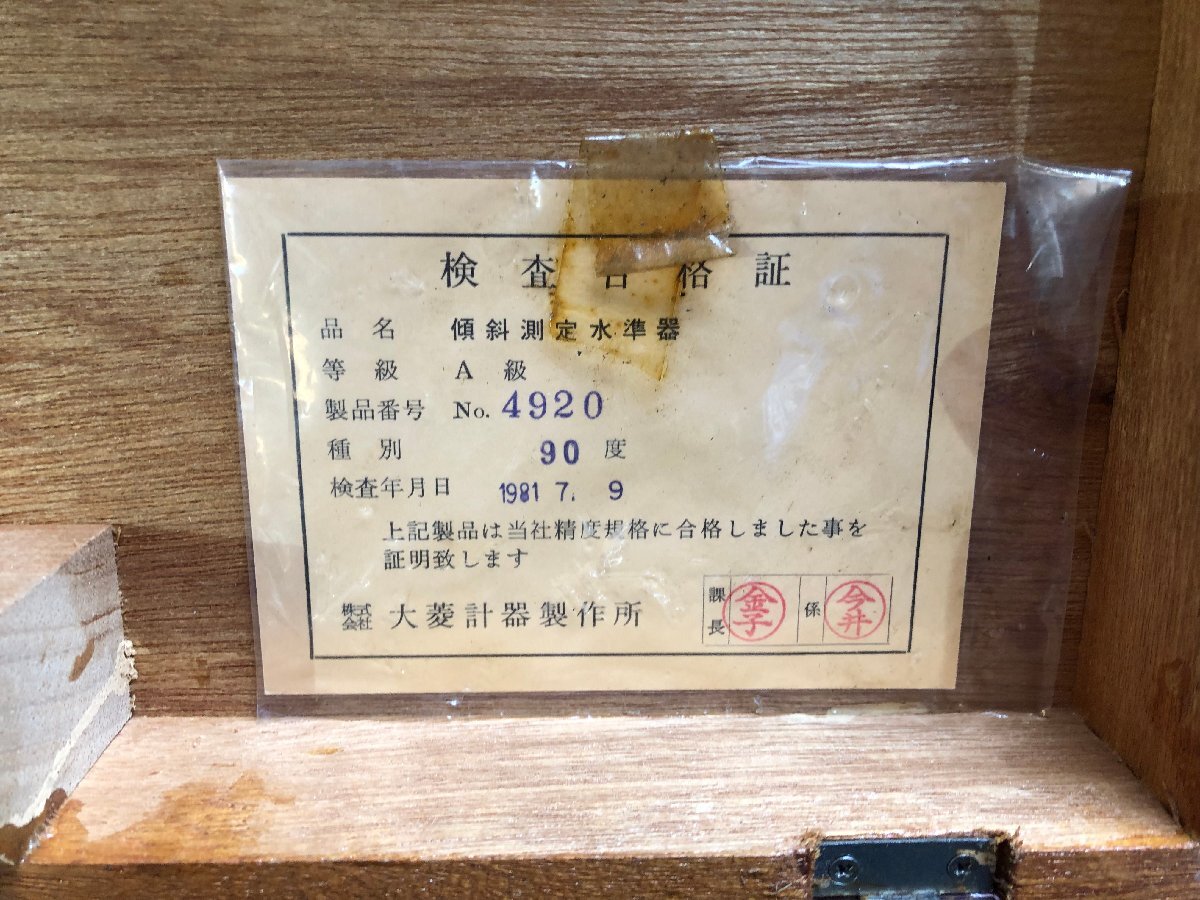 検査合格証
品名 傾斜測定水準器
等級 A 級
製品番号 No. 4920
種別 90 度
検査年月日 1981 7. 9
上記製品は当社精度規格に合格しました事を
証明致します
株式会社 大菱計器製作所
課長 金子 係 今井